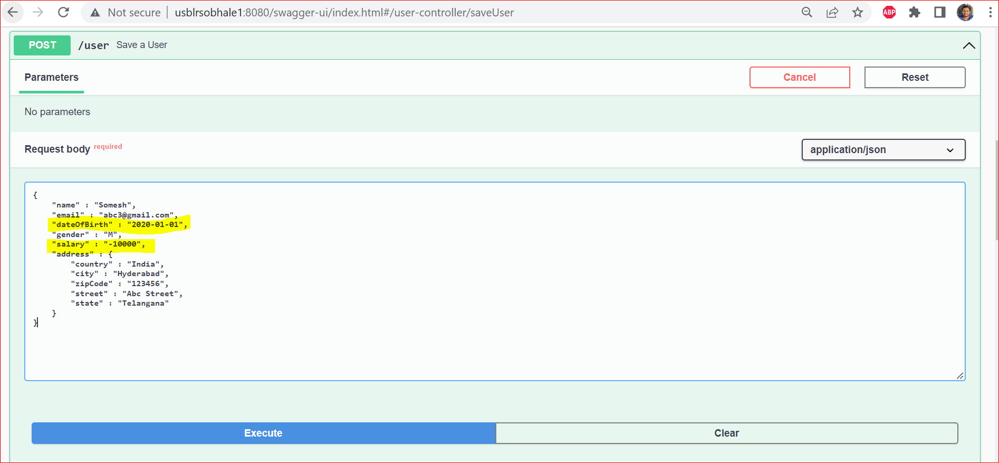 Not secure | usblrsobhale1:8080/swagger-ui/index.html#/user-controller/saveUser
ABP
POST /user Save a User
Parameters
Cancel
Reset
No parameters
Request body required
application/json
{
"name" : "Somesh",
"email" : "abc3@gmail.com",
"dateOfBirth" : "2020-01-01",
"gender" : "M",
"salary" : "-10000",
"address" : {
"country" : "India",
"city" : "Hyderabad",
"zipCode" : "123456",
"street" : "Abc Street",
"state" : "Telangana"
}
}
Execute
Clear